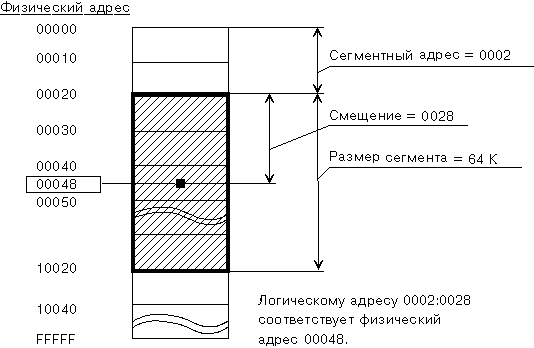 Физический адрес
00000
00010
Сегментный адрес = 0002
00020
Смещение = 0028
00030
Размер сегмента = 64 K
00040
00048
00050
10020
Логическому адресу 0002:0028
10040
соответствует физический
FFFFF
адрес 00048.